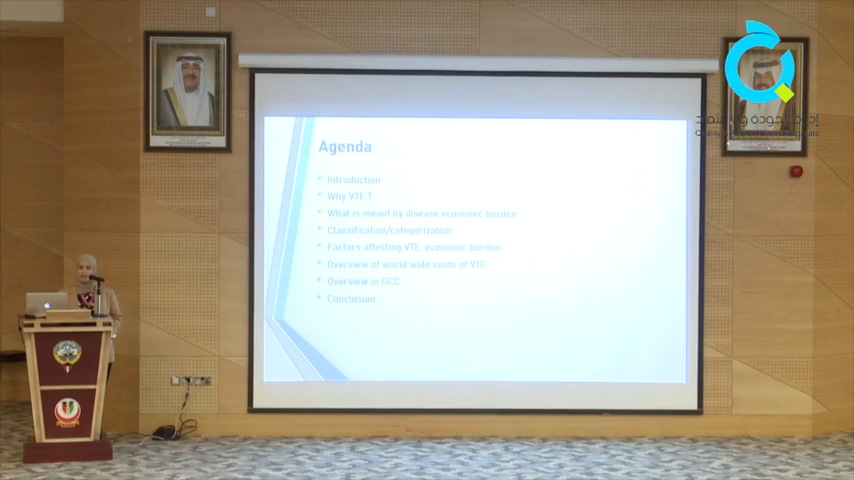 Agenda
Introduction
Why VTE ?
What is meant by disease economic burden
Classification/categorization
Factors affecting VTE economic burden
Overview of world wide costs of VTE.
Overview in GCC.
Conclusion.